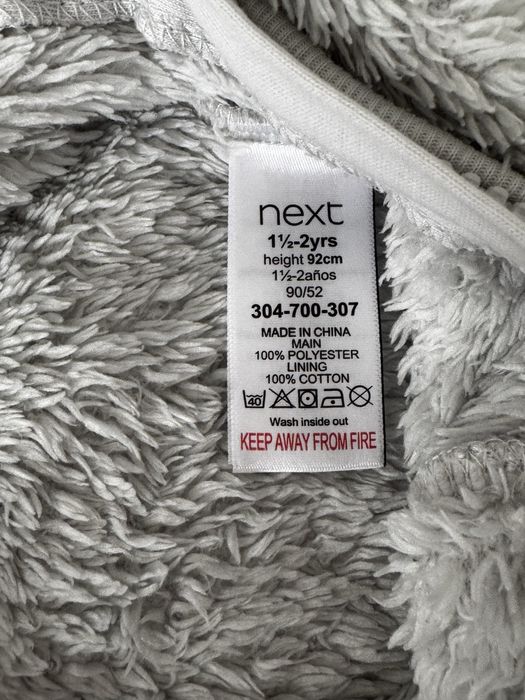 next
1½-2yrs
height 92cm
1½-2años
90/52
304-700-307
MADE IN CHINA
MAIN
100% POLYESTER
LINING
100% COTTON
40
Wash inside out
KEEP AWAY FROM FIRE